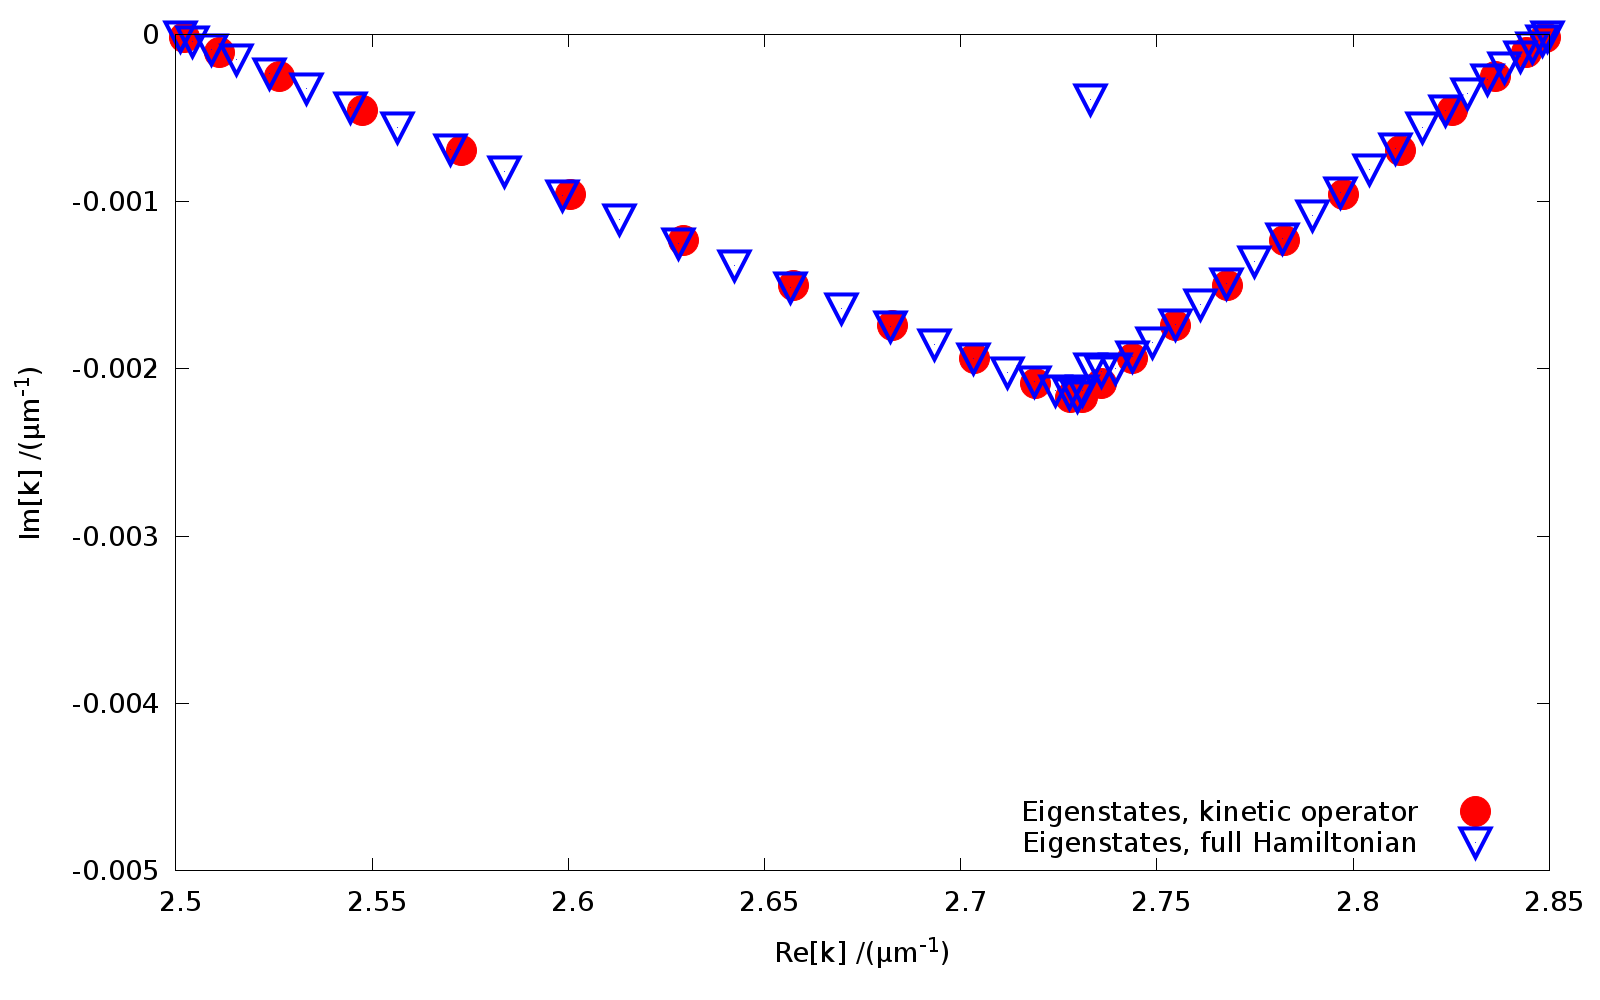 0
-0.001
-0.002
-0.003
-0.004
-0.005
Im[k] /(µm-1)
2.5 2.55 2.6 2.65 2.7 2.75 2.8 2.85
Re[k] /(µm-1)
Eigenstates, kinetic operator
Eigenstates, full Hamiltonian